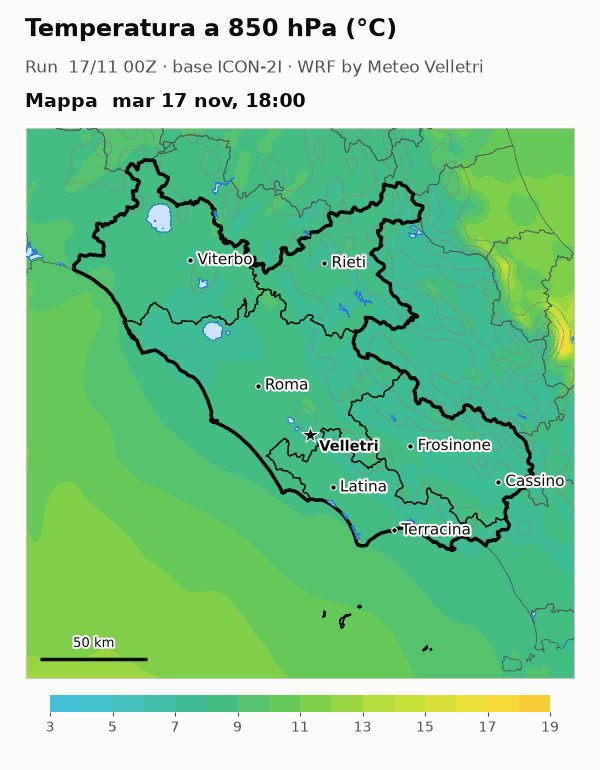 Temperatura a 850 hPa (°C)
Run  17/11 00Z · base ICON-2I · WRF by Meteo Velletri
Mappa  mar 17 nov, 18:00
Viterbo
Rieti
Roma
Velletri
Frosinone
Cassino
Latina
Terracina
50 km
3 5 7 9 11 13 15 17 19